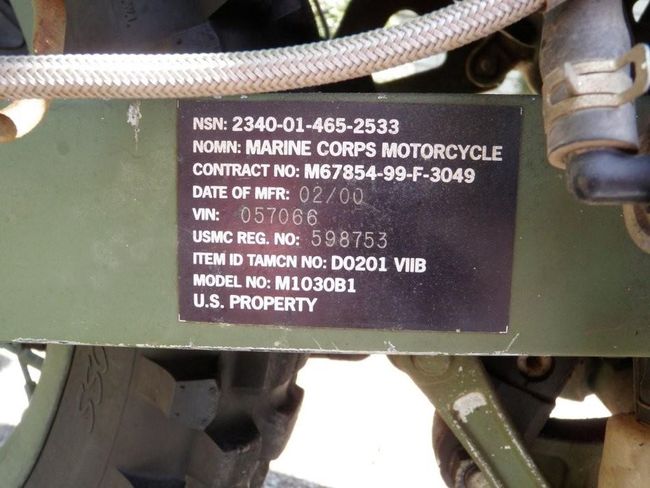 NSN: 2340-01-465-2533
NOMN: MARINE CORPS MOTORCYCLE
CONTRACT NO: M67854-99-F-3049
DATE OF MFR: 02/00
VIN: 057066
USMC REG. NO: 598753
ITEM ID TAMCN NO: D0201 VIIB
MODEL NO: M1030B1
U.S. PROPERTY